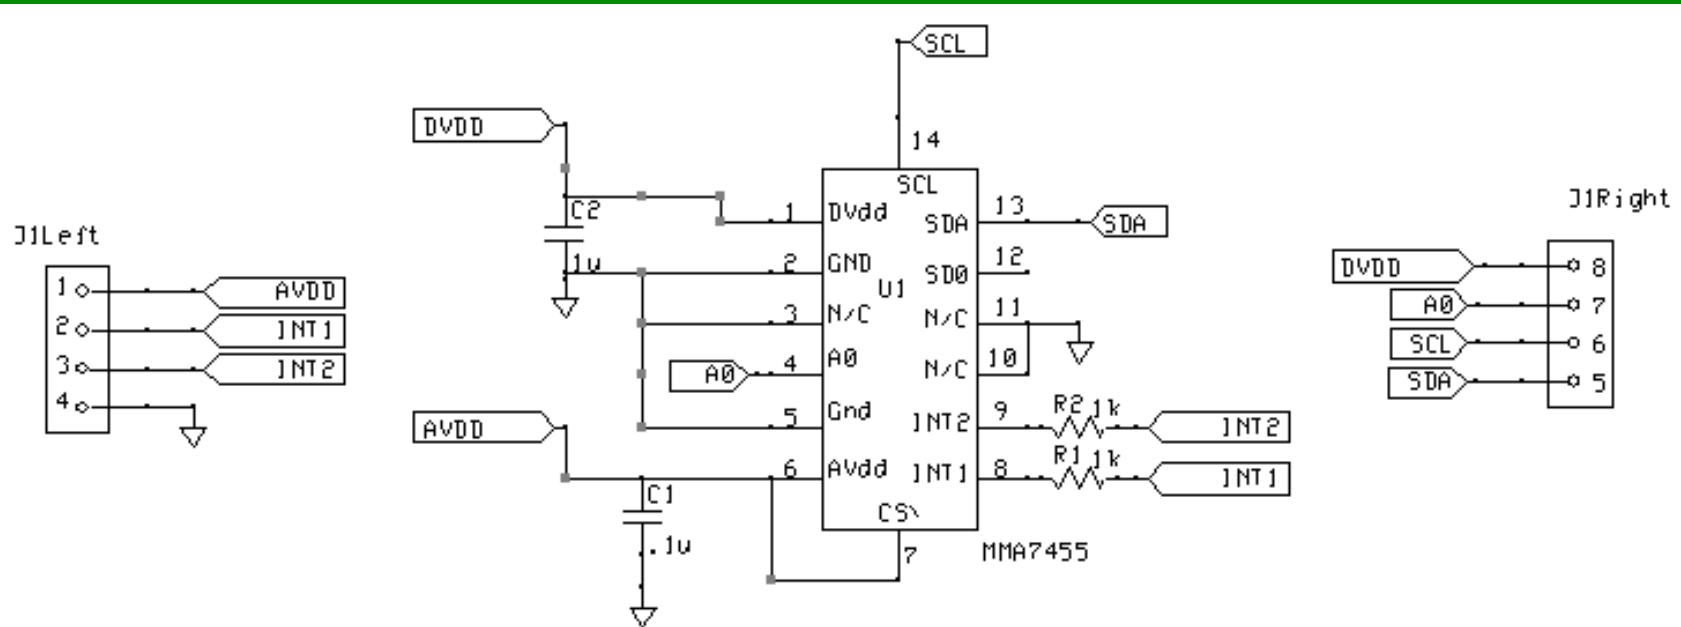 SCL
14
DVDD
C2
1u
1 DVdd
2 GND
3 N/C
4 A0
5 Gnd
6 AVdd
SCL
U1
SDA 13
SD0 12
N/C 11
N/C 10
INT2 9
INT1 8
CS\
7
MMA7455
SDA
A0
AVDD
C1
.1u
R2 1k
INT2
R1 1k
INT1
J1Left
1 AVDD
2 INT1
3 INT2
4
J1Right
DVDD 8
A0 7
SCL 6
SDA 5